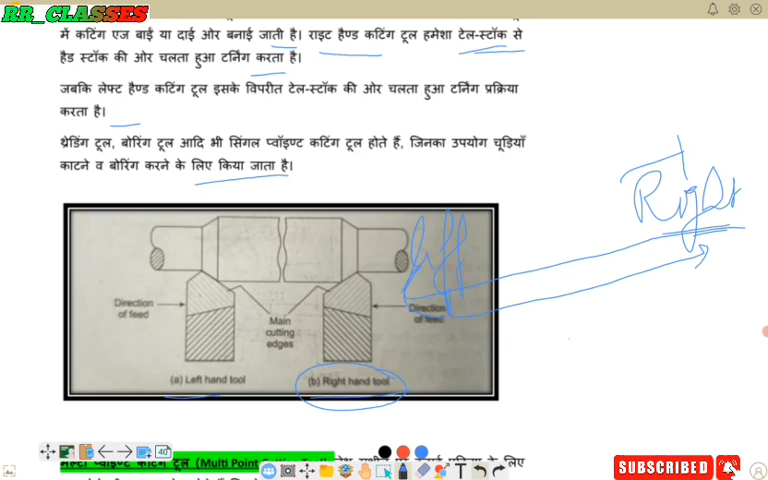 RR_CLASSES
में कटिंग एज बाईं या दाईं ओर बनाई जाती है। राइट हैण्ड कटिंग टूल हमेशा टेल-स्टॉक से
हैड स्टॉक की ओर चलता हुआ टर्निंग करता है।
जबकि लेफ्ट हैण्ड कटिंग टूल इसके विपरीत टेल-स्टॉक की ओर चलता हुआ टर्निंग प्रक्रिया
करता है।
थ्रेडिंग टूल, बोरिंग टूल आदि भी सिंगल प्वॉइण्ट कटिंग टूल होते हैं, जिनका उपयोग चूड़ियाँ
काटने व बोरिंग करने के लिए किया जाता है।
Right
left
Direction
of feed
Main
cutting
edges
Direction
of feed
(a) Left hand tool
(b) Right hand tool
मल्टी प्वाइण्ट कटिंग टूल (Multi Point
के लिए
40
SUBSCRIBED